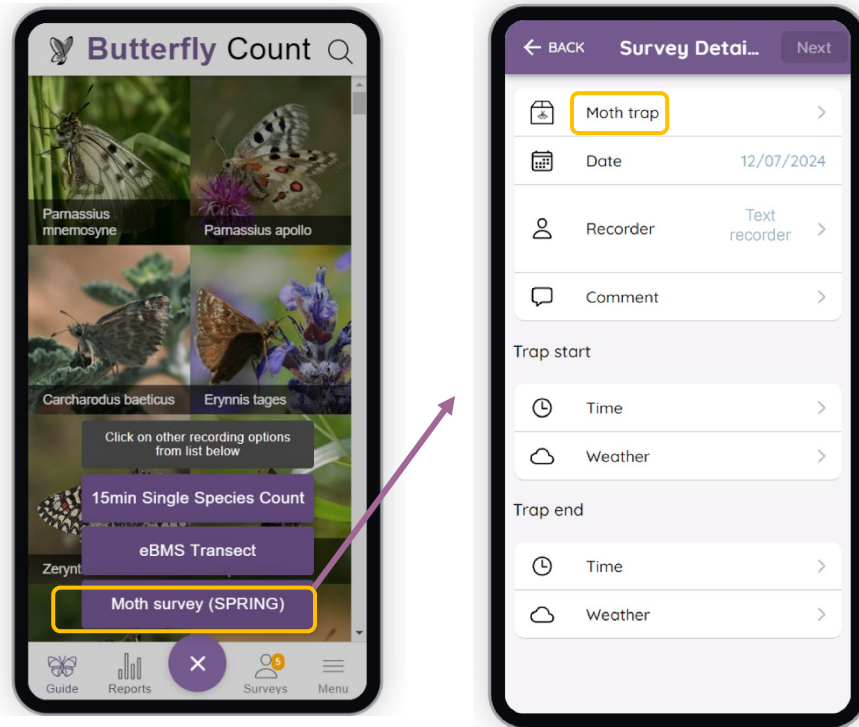 Butterfly Count
Parnassius
mnemosyne
Parnassius apollo
Carcharodus baeticus
Erynnis tages
Click on other recording options
from list below
15min Single Species Count
eBMS Transect
Zerynt
Moth survey (SPRING)
5
Guide
Reports
Surveys
Menu
BACK
Survey Detai...
Next
Moth trap
Date
12/07/2024
Recorder
Text
recorder
Comment
Trap start
Time
Weather
Trap end
Time
Weather